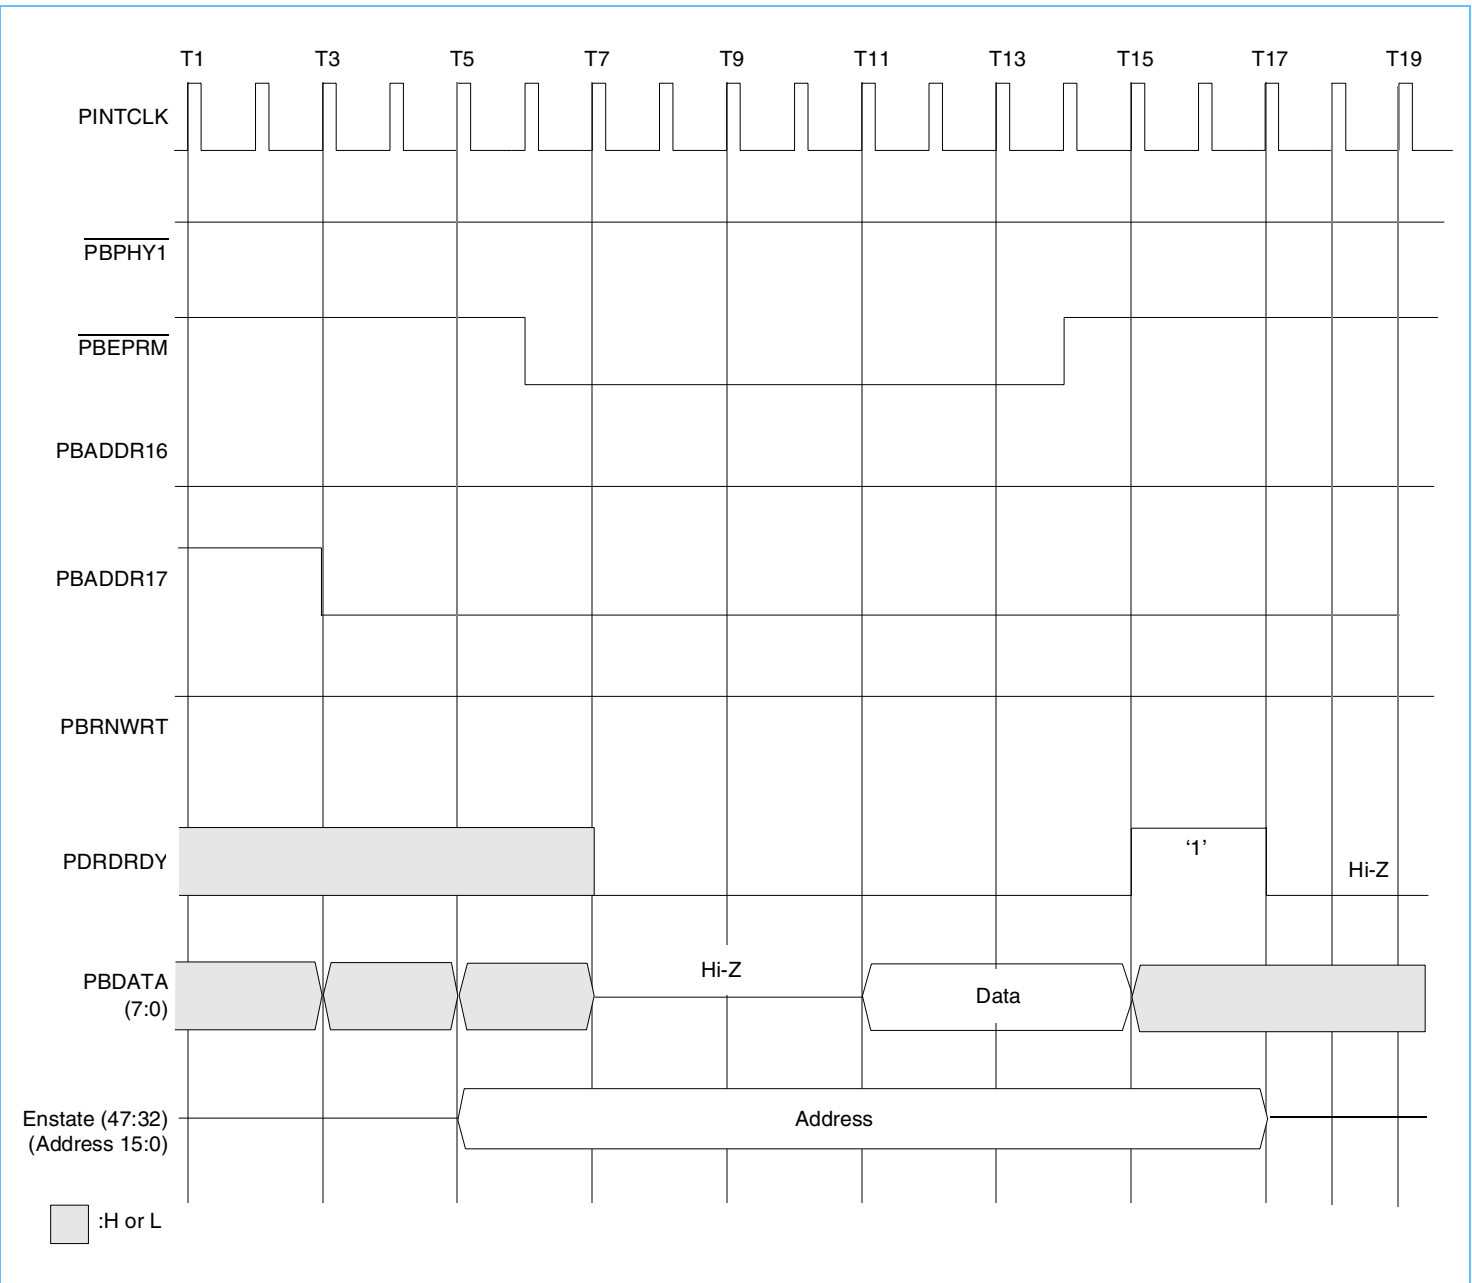 T1 T3 T5 T7 T9 T11 T13 T15 T17 T19
PINTCLK
PBPHY1
PBEPRM
PBADDR16
PBADDR17
PBRNWRT
PDRDRDY
‘1’
Hi-Z
PBDATA
(7:0)
Hi-Z
Data
Enstate (47:32)
(Address 15:0)
Address
:H or L